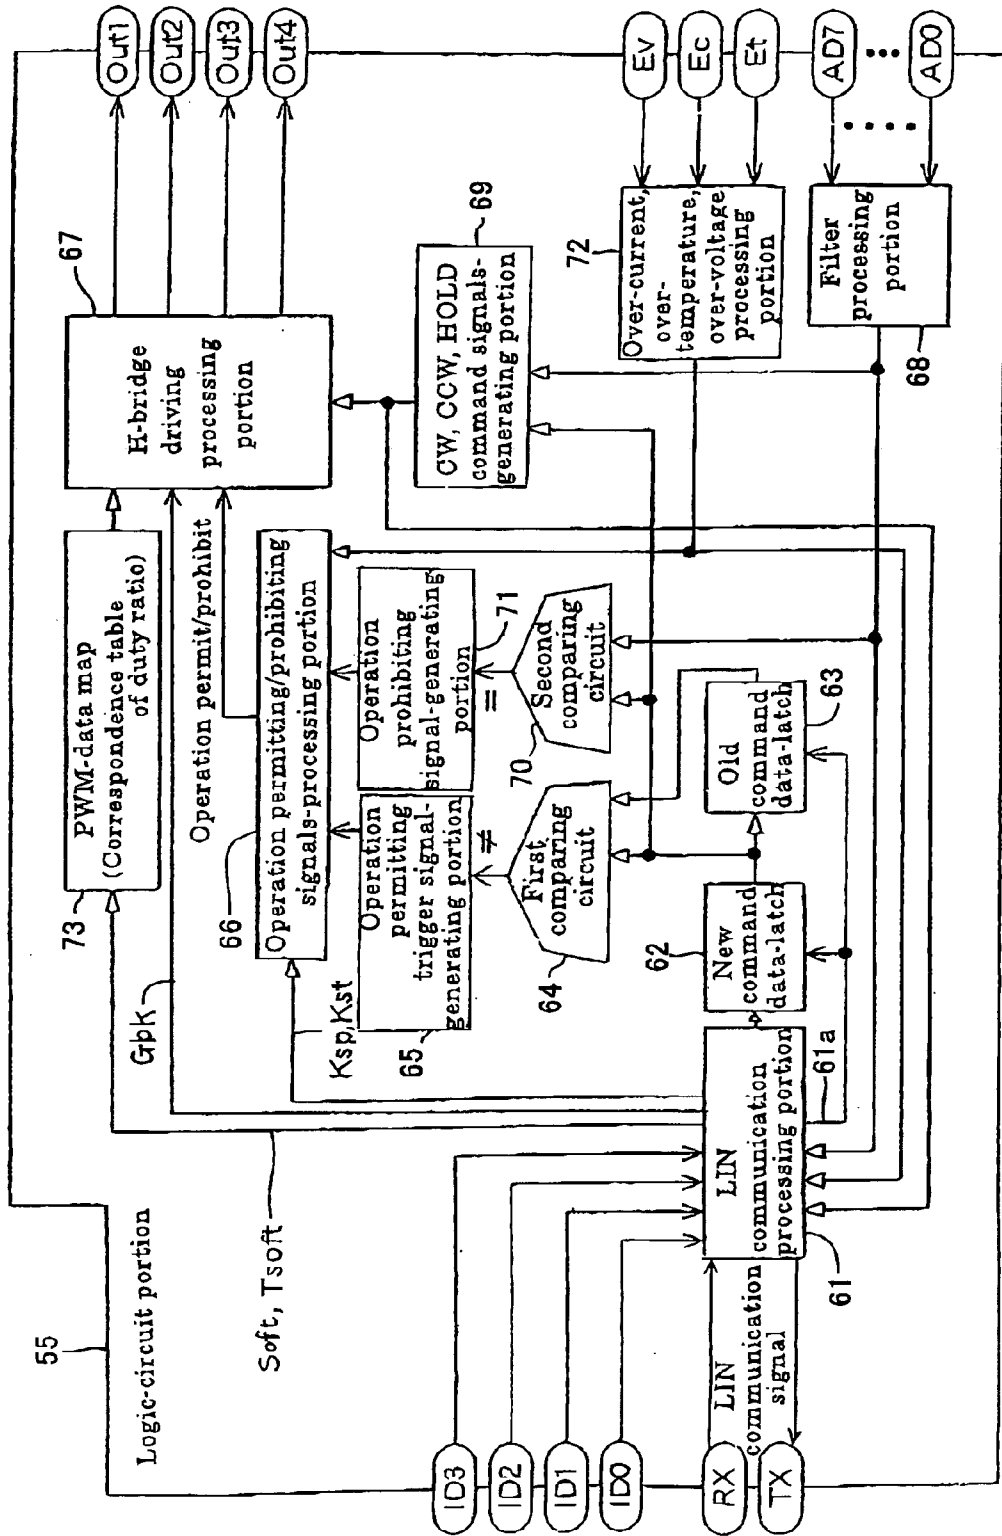 55
Logic-circuit portion
Soft, Tsoft
Gbk
73
PWM-data map
(Correspondence table
of duty ratio)
67
H-bridge
driving
processing
portion
Out1
Out2
Out3
Out4
Operation permit/prohibit
66
Operation permitting/prohibiting
signals-processing portion
Ksp,Kst
65
Operation
permitting
trigger signal-
generating portion
≠
Operation
prohibiting
signal-generating
portion
71
=
64
First
comparing
circuit
70
Second
comparing
circuit
69
CW, CCW, HOLD
command signals-
generating portion
72
Over-current,
over-
temperature,
over-voltage
processing
portion
Ev
Ec
Et
68
Filter
processing
portion
AD7
AD0
ID3
ID2
ID1
ID0
RX
TX
LIN
communication
signal
61
LIN
communication
processing portion
61a
62
New
command
data-latch
63
Old
command
data-latch